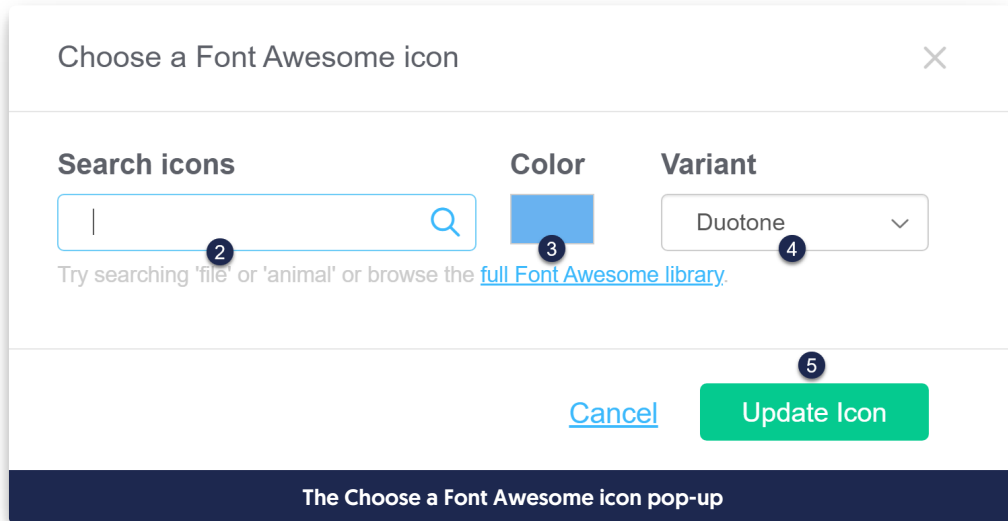 Choose a Font Awesome icon
Search icons Color Variant
Duotone
2 3 4
Try searching 'file' or 'animal' or browse the full Font Awesome library.
5
Cancel Update Icon
The Choose a Font Awesome icon pop-up